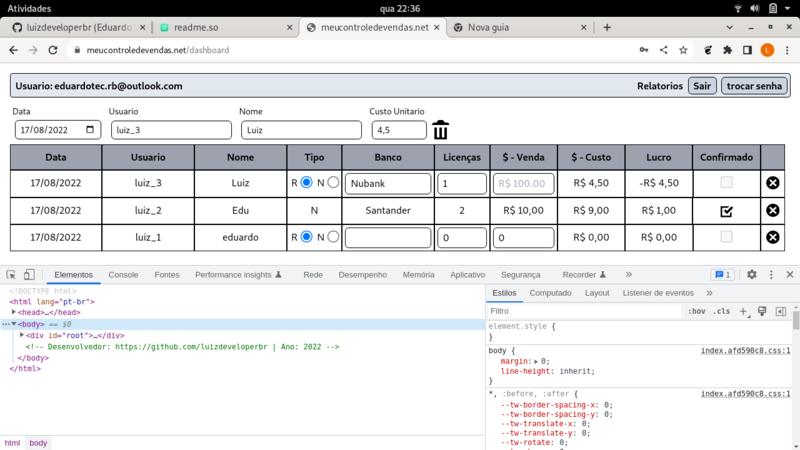 Atividades qua 22:36
luizdeveloperbr (Eduardo readme.so meucontroledevendas.net Nova guia
meucontroledevendas.net/dashboard L
Usuario: eduardotec.rb@outlook.com Relatorios Sair trocar senha
Data Usuario Nome Custo Unitario
17/08/2022 luiz_3 Luiz 4,5
Data Usuario Nome Tipo Banco Licenças $ - Venda $ - Custo Lucro Confirmado
17/08/2022 luiz_3 Luiz R N Nubank 1 R$ 100.00 R$ 4,50 -R$ 4,50
17/08/2022 luiz_2 Edu N Santander 2 R$ 10,00 R$ 9,00 R$ 1,00
17/08/2022 luiz_1 eduardo R N 0 0 R$ 0,00 R$ 0,00
Elementos Console Fontes Performance insights Rede Desempenho Memória Aplicativo Segurança Recorder » 1
<!DOCTYPE html>
<html lang="pt-br">
<head>…</head>
<body> == $0
<div id="root">…</div>
<!-- Desenvolvedor: https://github.com/luizdeveloperbr | Ano: 2022 -->
</body>
</html>
html body
Estilos Computado Layout Listener de eventos »
Filtro :hov .cls
element.style {
}
body { index.afd590c8.css:1
margin: 0;
line-height: inherit;
}
*, :before, :after { index.afd590c8.css:1
--tw-border-spacing-x: 0;
--tw-border-spacing-y: 0;
--tw-translate-x: 0;
--tw-translate-y: 0;
--tw-rotate: 0;